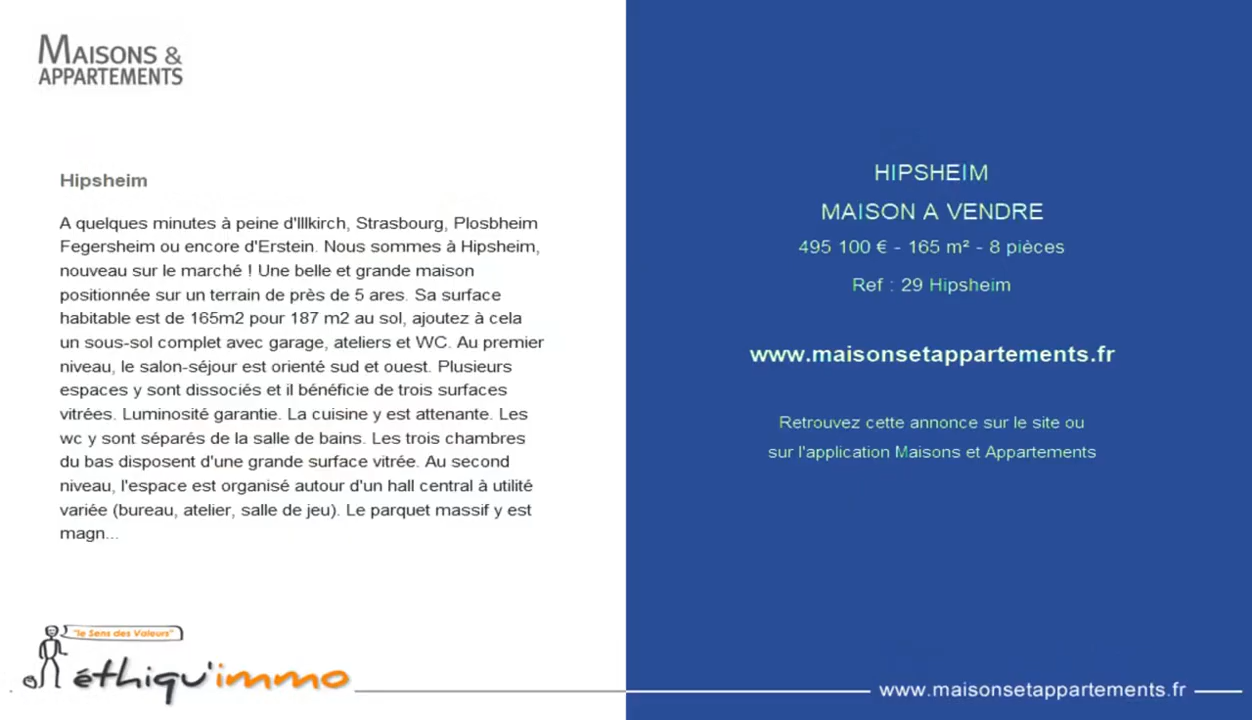 MAISONS &
APPARTEMENTS
Hipsheim
A quelques minutes à peine d'Illkirch, Strasbourg, Plosbheim
Fegersheim ou encore d'Erstein. Nous sommes à Hipsheim,
nouveau sur le marché ! Une belle et grande maison
positionnée sur un terrain de près de 5 ares. Sa surface
habitable est de 165m2 pour 187 m2 au sol, ajoutez à cela
un sous-sol complet avec garage, ateliers et WC. Au premier
niveau, le salon-séjour est orienté sud et ouest. Plusieurs
espaces y sont dissociés et il bénéficie de trois surfaces
vitrées. Luminosité garantie. La cuisine y est attenante. Les
wc y sont séparés de la salle de bains. Les trois chambres
du bas disposent d'une grande surface vitrée. Au second
niveau, l'espace est organisé autour d'un hall central à utilité
variée (bureau, atelier, salle de jeu). Le parquet massif y est
magn...
"le Sens des Valeurs"
éthiqu'immo
HIPSHEIM
MAISON A VENDRE
495 100 € - 165 m² - 8 pièces
Ref : 29 Hipsheim
www.maisonsetappartements.fr
Retrouvez cette annonce sur le site ou
sur l'application Maisons et Appartements
www.maisonsetappartements.fr